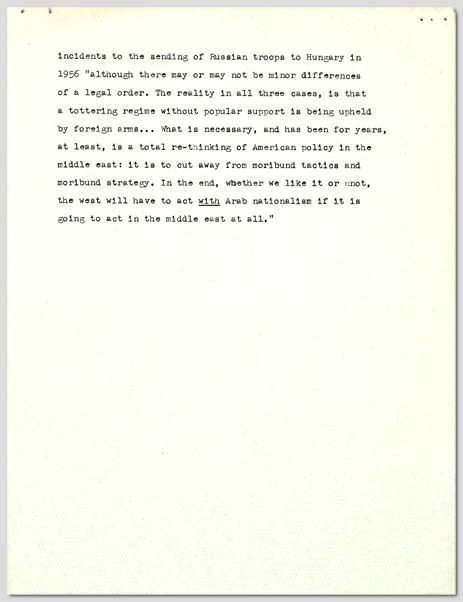 incidents to the sending of Russian troops to Hungary in
1956 "although there may or may not be minor differences
of a legal order. The reality in all three cases, is that
a tottering regime without popular support is being upheld
by foreign arms... What is necessary, and has been for years,
at least, is a total re-thinking of American policy in the
middle east: it is to cut away from moribund tactics and
moribund strategy. In the end, whether we like it or nnot,
the west will have to act with Arab nationalism if it is
going to act in the middle east at all."